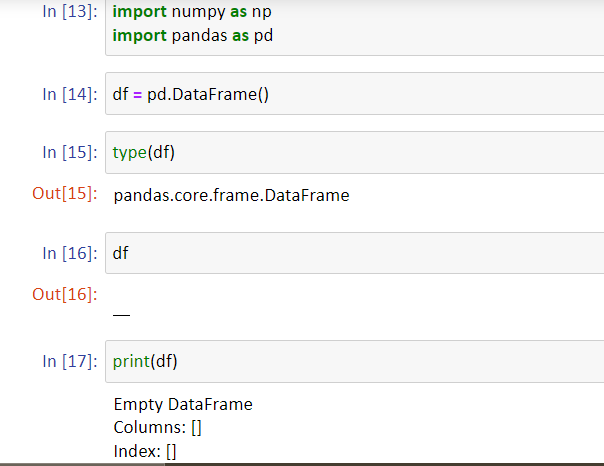 In [13]: import numpy as np
import pandas as pd
In [14]: df = pd.DataFrame()
In [15]: type(df)
Out[15]: pandas.core.frame.DataFrame
In [16]: df
Out[16]:
In [17]: print(df)
Empty DataFrame
Columns: []
Index: []